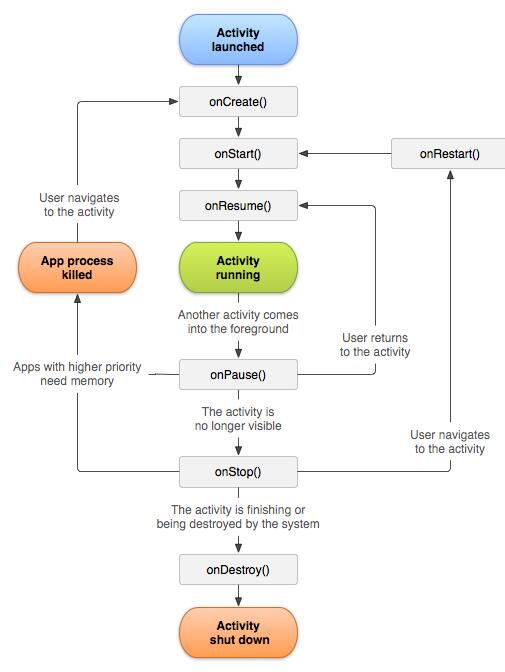 Activity
launched
onCreate()
onStart()
onRestart()
User navigates
to the activity
onResume()
App process
killed
Activity
running
Another activity comes
into the foreground
User returns
to the activity
Apps with higher priority
need memory
onPause()
The activity is
no longer visible
User navigates
to the activity
onStop()
The activity is finishing or
being destroyed by the system
onDestroy()
Activity
shut down